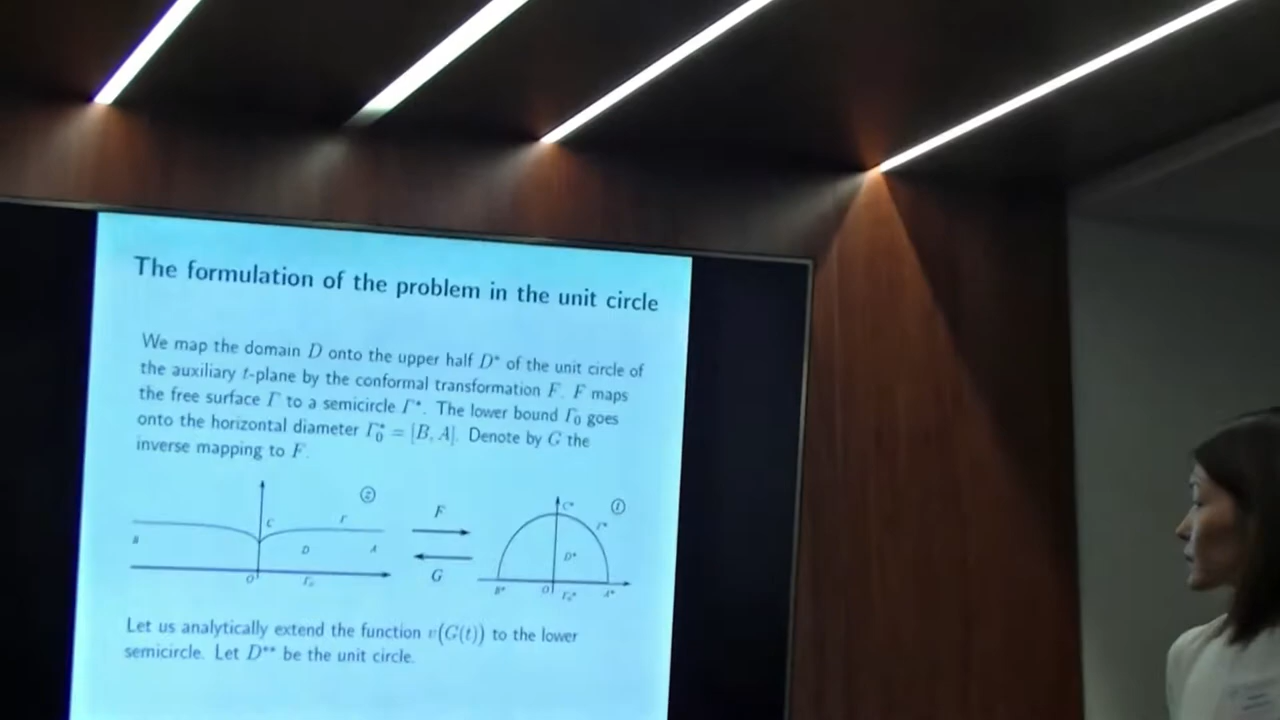 The formulation of the problem in the unit circle
We map the domain D onto the upper half D* of the unit circle of
the auxiliary t-plane by the conformal transformation F. F maps
the free surface Γ to a semicircle Γ*. The lower bound Γ₀ goes
onto the horizontal diameter Γ₀* = [B, A]. Denote by G the
inverse mapping to F.
z
C
Γ
B
D
A
O
Γ₀
F
G
t
C*
Γ*
D*
B*
O
Γ₀*
A*
Let us analytically extend the function v(G(t)) to the lower
semicircle. Let D** be the unit circle.